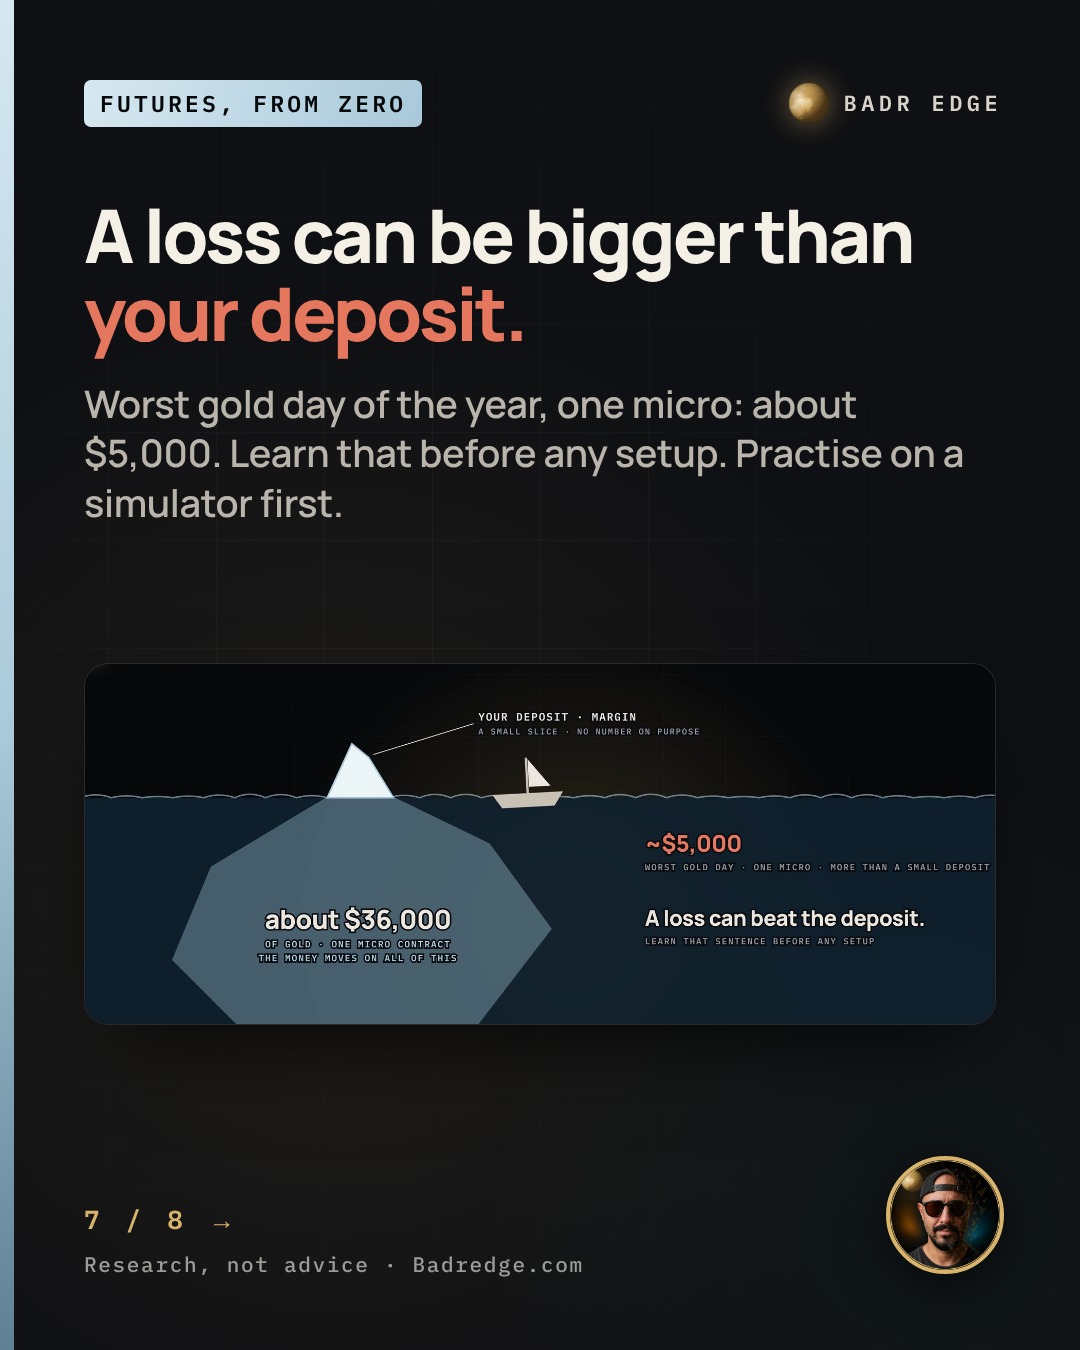 FUTURES, FROM ZERO
BADR EDGE
A loss can be bigger than
your deposit.
Worst gold day of the year, one micro: about
$5,000. Learn that before any setup. Practise on a
simulator first.
YOUR DEPOSIT · MARGIN
A SMALL SLICE · NO NUMBER ON PURPOSE
~$5,000
WORST GOLD DAY · ONE MICRO · MORE THAN A SMALL DEPOSIT
about $36,000
OF GOLD · ONE MICRO CONTRACT
THE MONEY MOVES ON ALL OF THIS
A loss can beat the deposit.
LEARN THAT SENTENCE BEFORE ANY SETUP
7 / 8 →
Research, not advice · Badredge.com